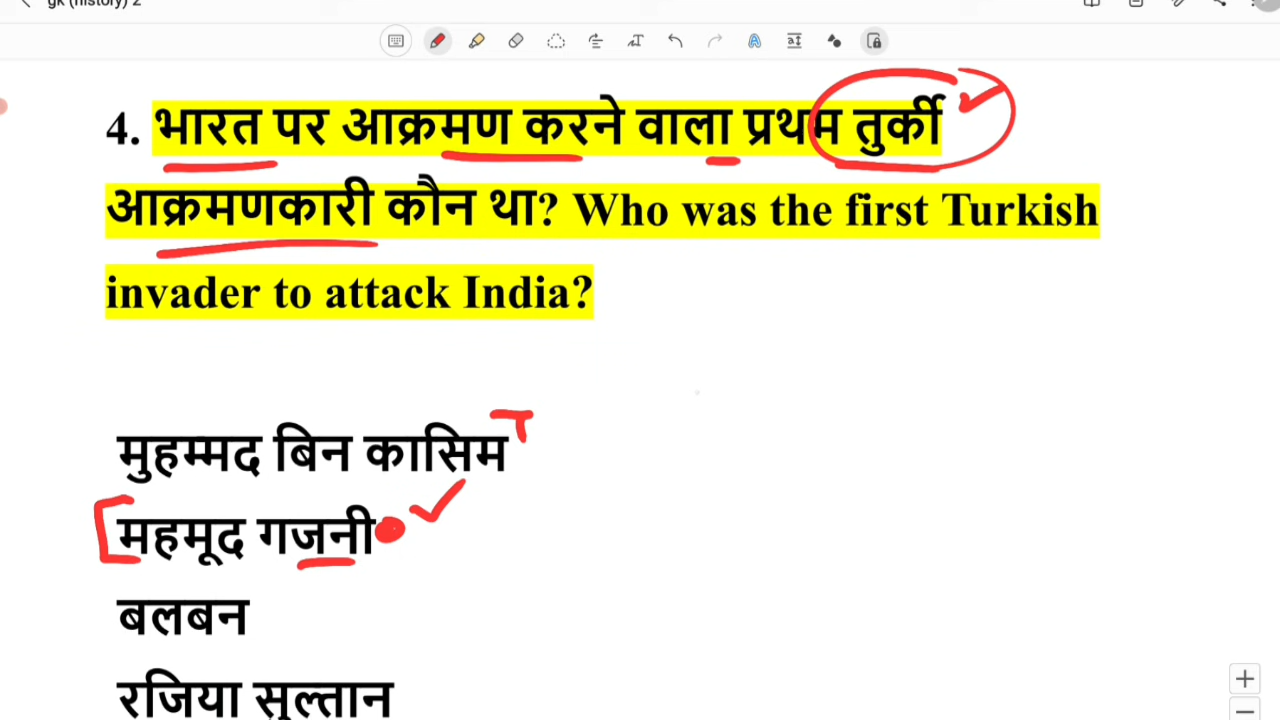 gk (history) 2
4. भारत पर आक्रमण करने वाला प्रथम तुर्की
आक्रमणकारी कौन था? Who was the first Turkish
invader to attack India?
मुहम्मद बिन कासिम
महमूद गजनी
बलबन
रजिया सुल्तान